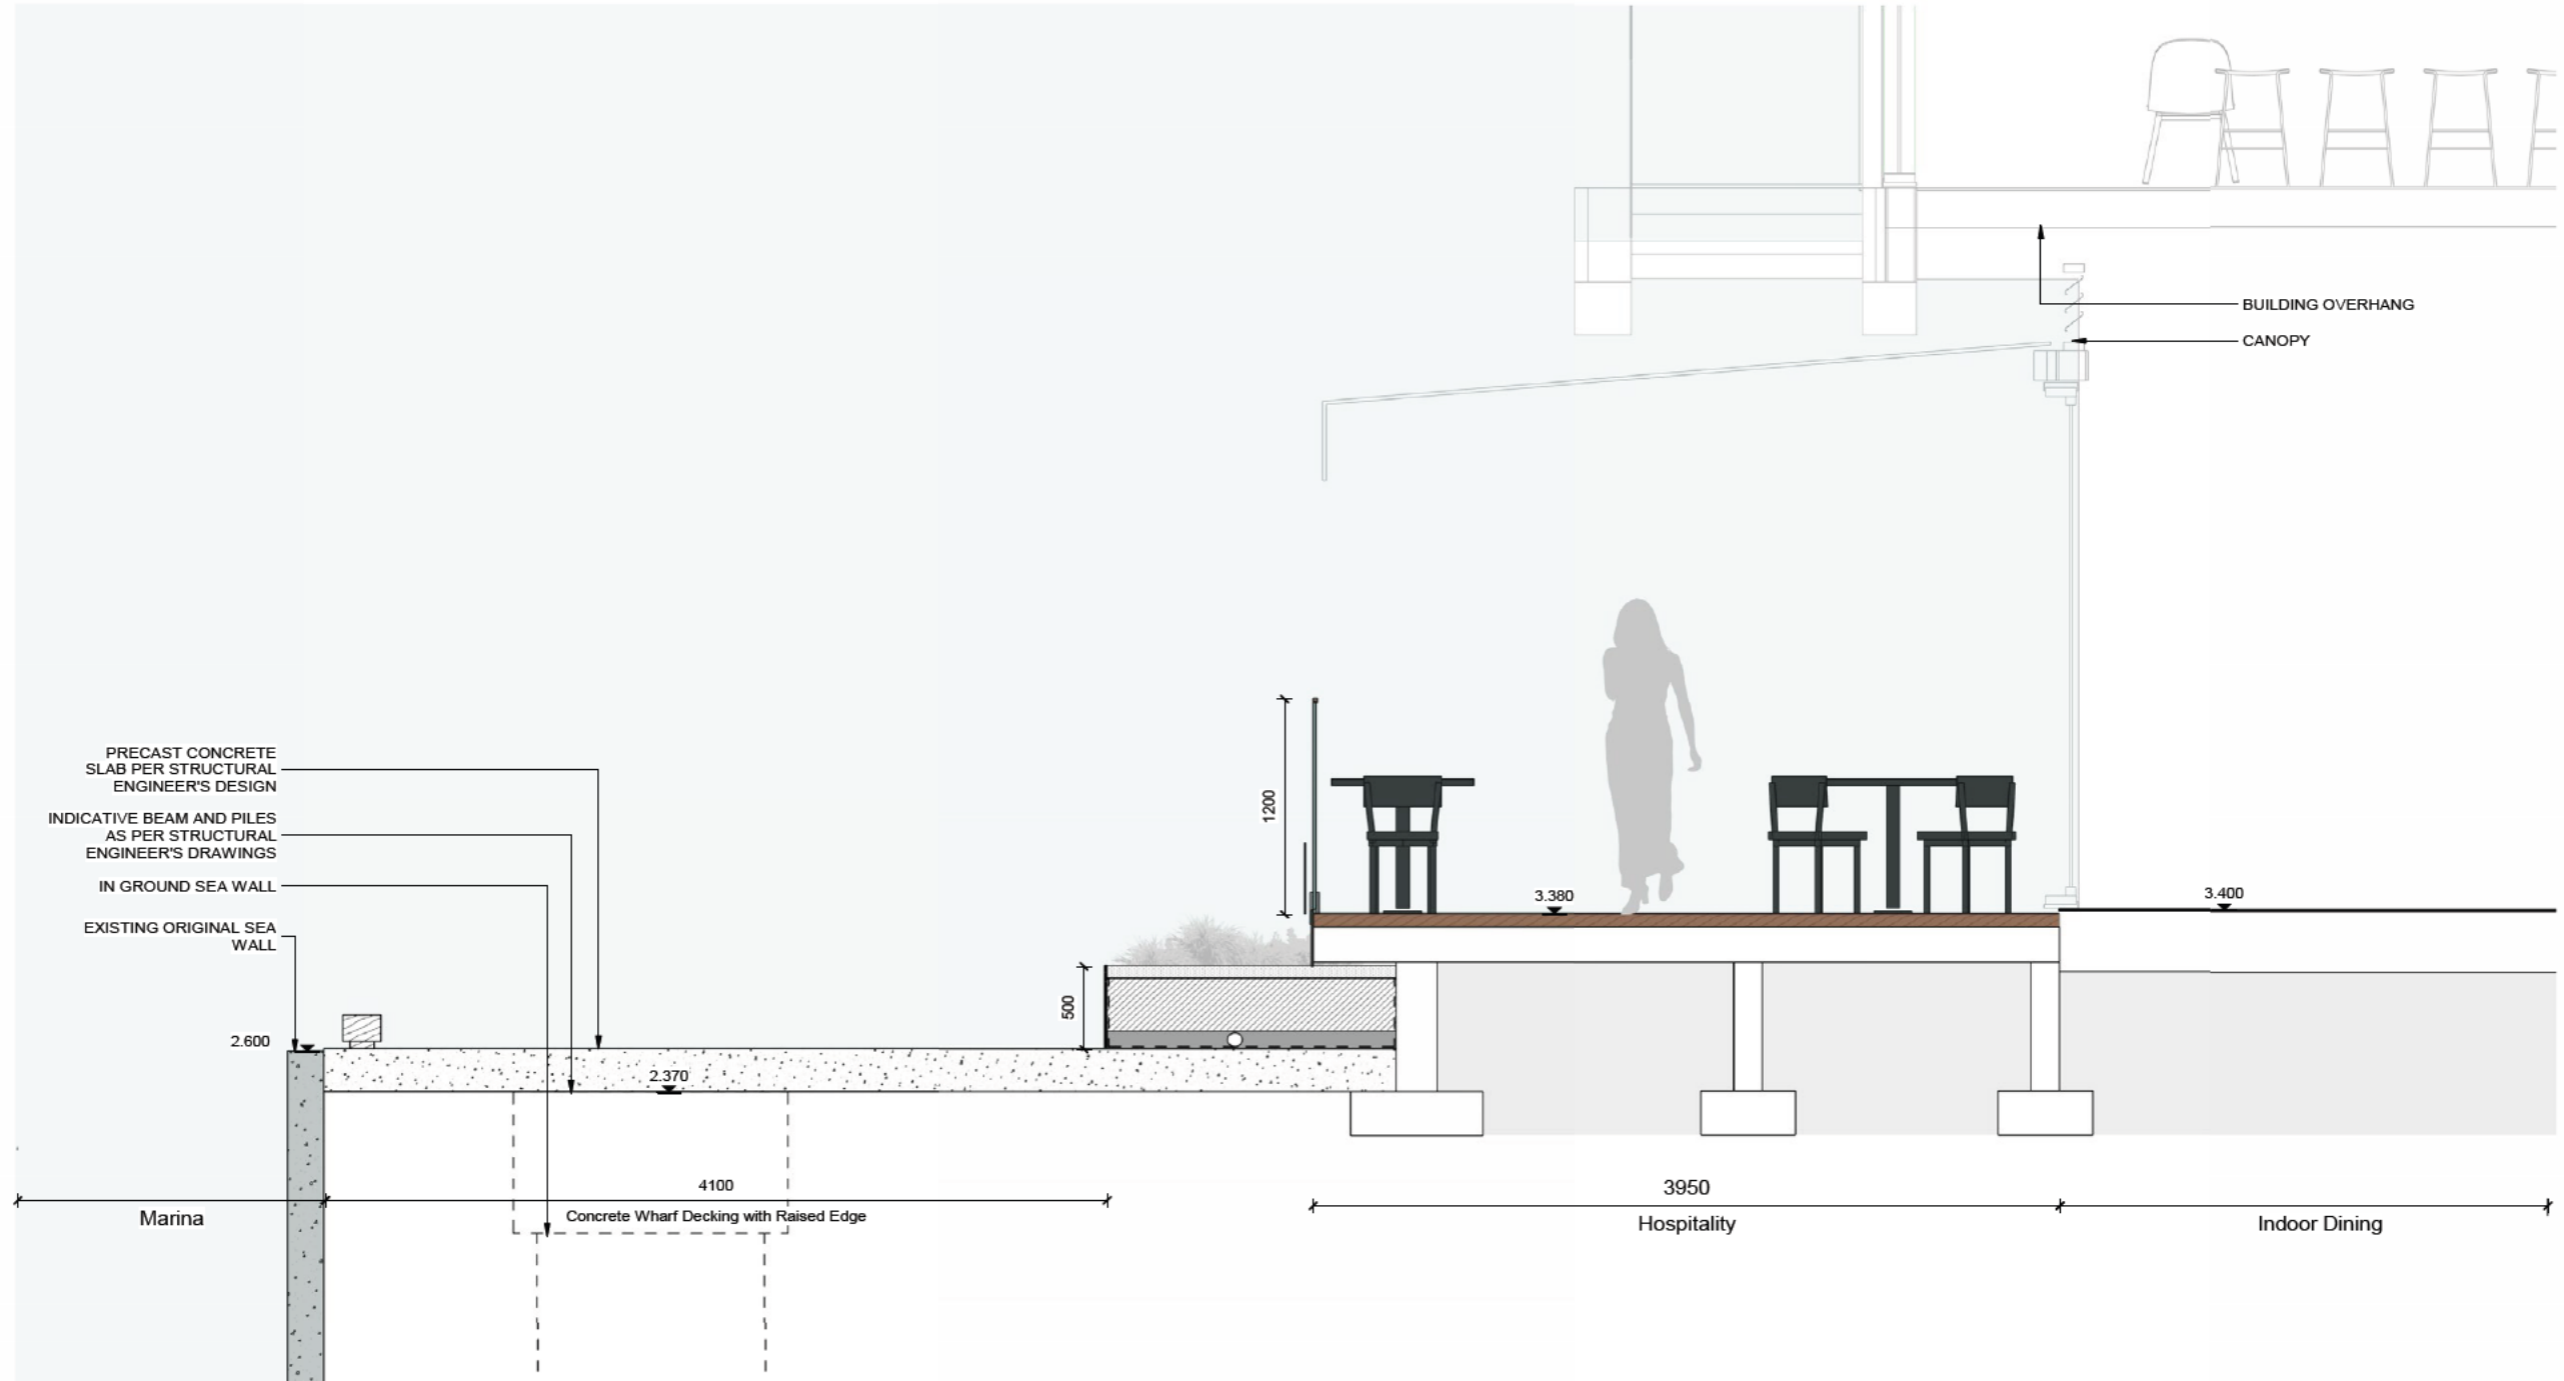 BUILDING OVERHANG
CANOPY
PRECAST CONCRETE
SLAB PER STRUCTURAL
ENGINEER'S DESIGN
INDICATIVE BEAM AND PILES
AS PER STRUCTURAL
ENGINEER'S DRAWINGS
IN GROUND SEA WALL
EXISTING ORIGINAL SEA
WALL
2.600
2.370
500
1200
3.380
3.400
4100
3950
Marina
Concrete Wharf Decking with Raised Edge
Hospitality
Indoor Dining